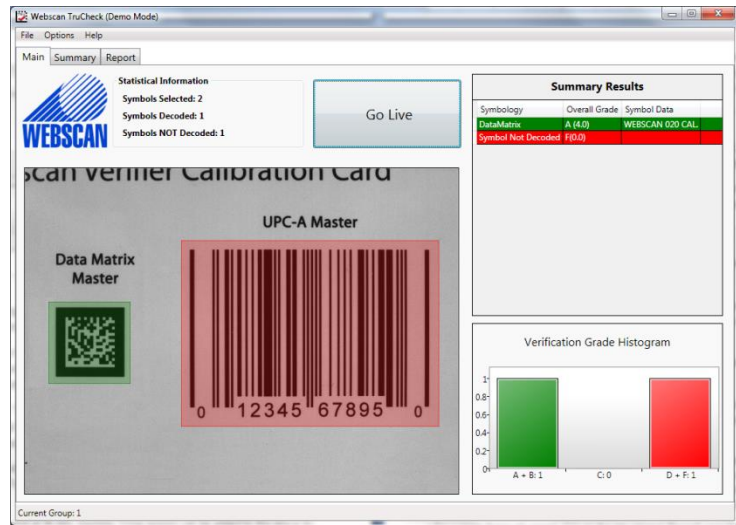 Webscan TruCheck (Demo Mode)
File Options Help
Main Summary Report
Statistical Information
Symbols Selected: 2
Symbols Decoded: 1
Symbols NOT Decoded: 1
WEBSCAN
Go Live
scan Verifier Calibration Card
UPC-A Master
Data Matrix
Master
0 12345 67895 0
Summary Results
Symbology Overall Grade Symbol Data
DataMatrix A (4.0) WEBSCAN 020 CAL.
Symbol Not Decoded F(0.0)
Verification Grade Histogram
1
0.8
0.6
0.4
0.2
0
A + B: 1 C: 0 D + F: 1
Current Group: 1